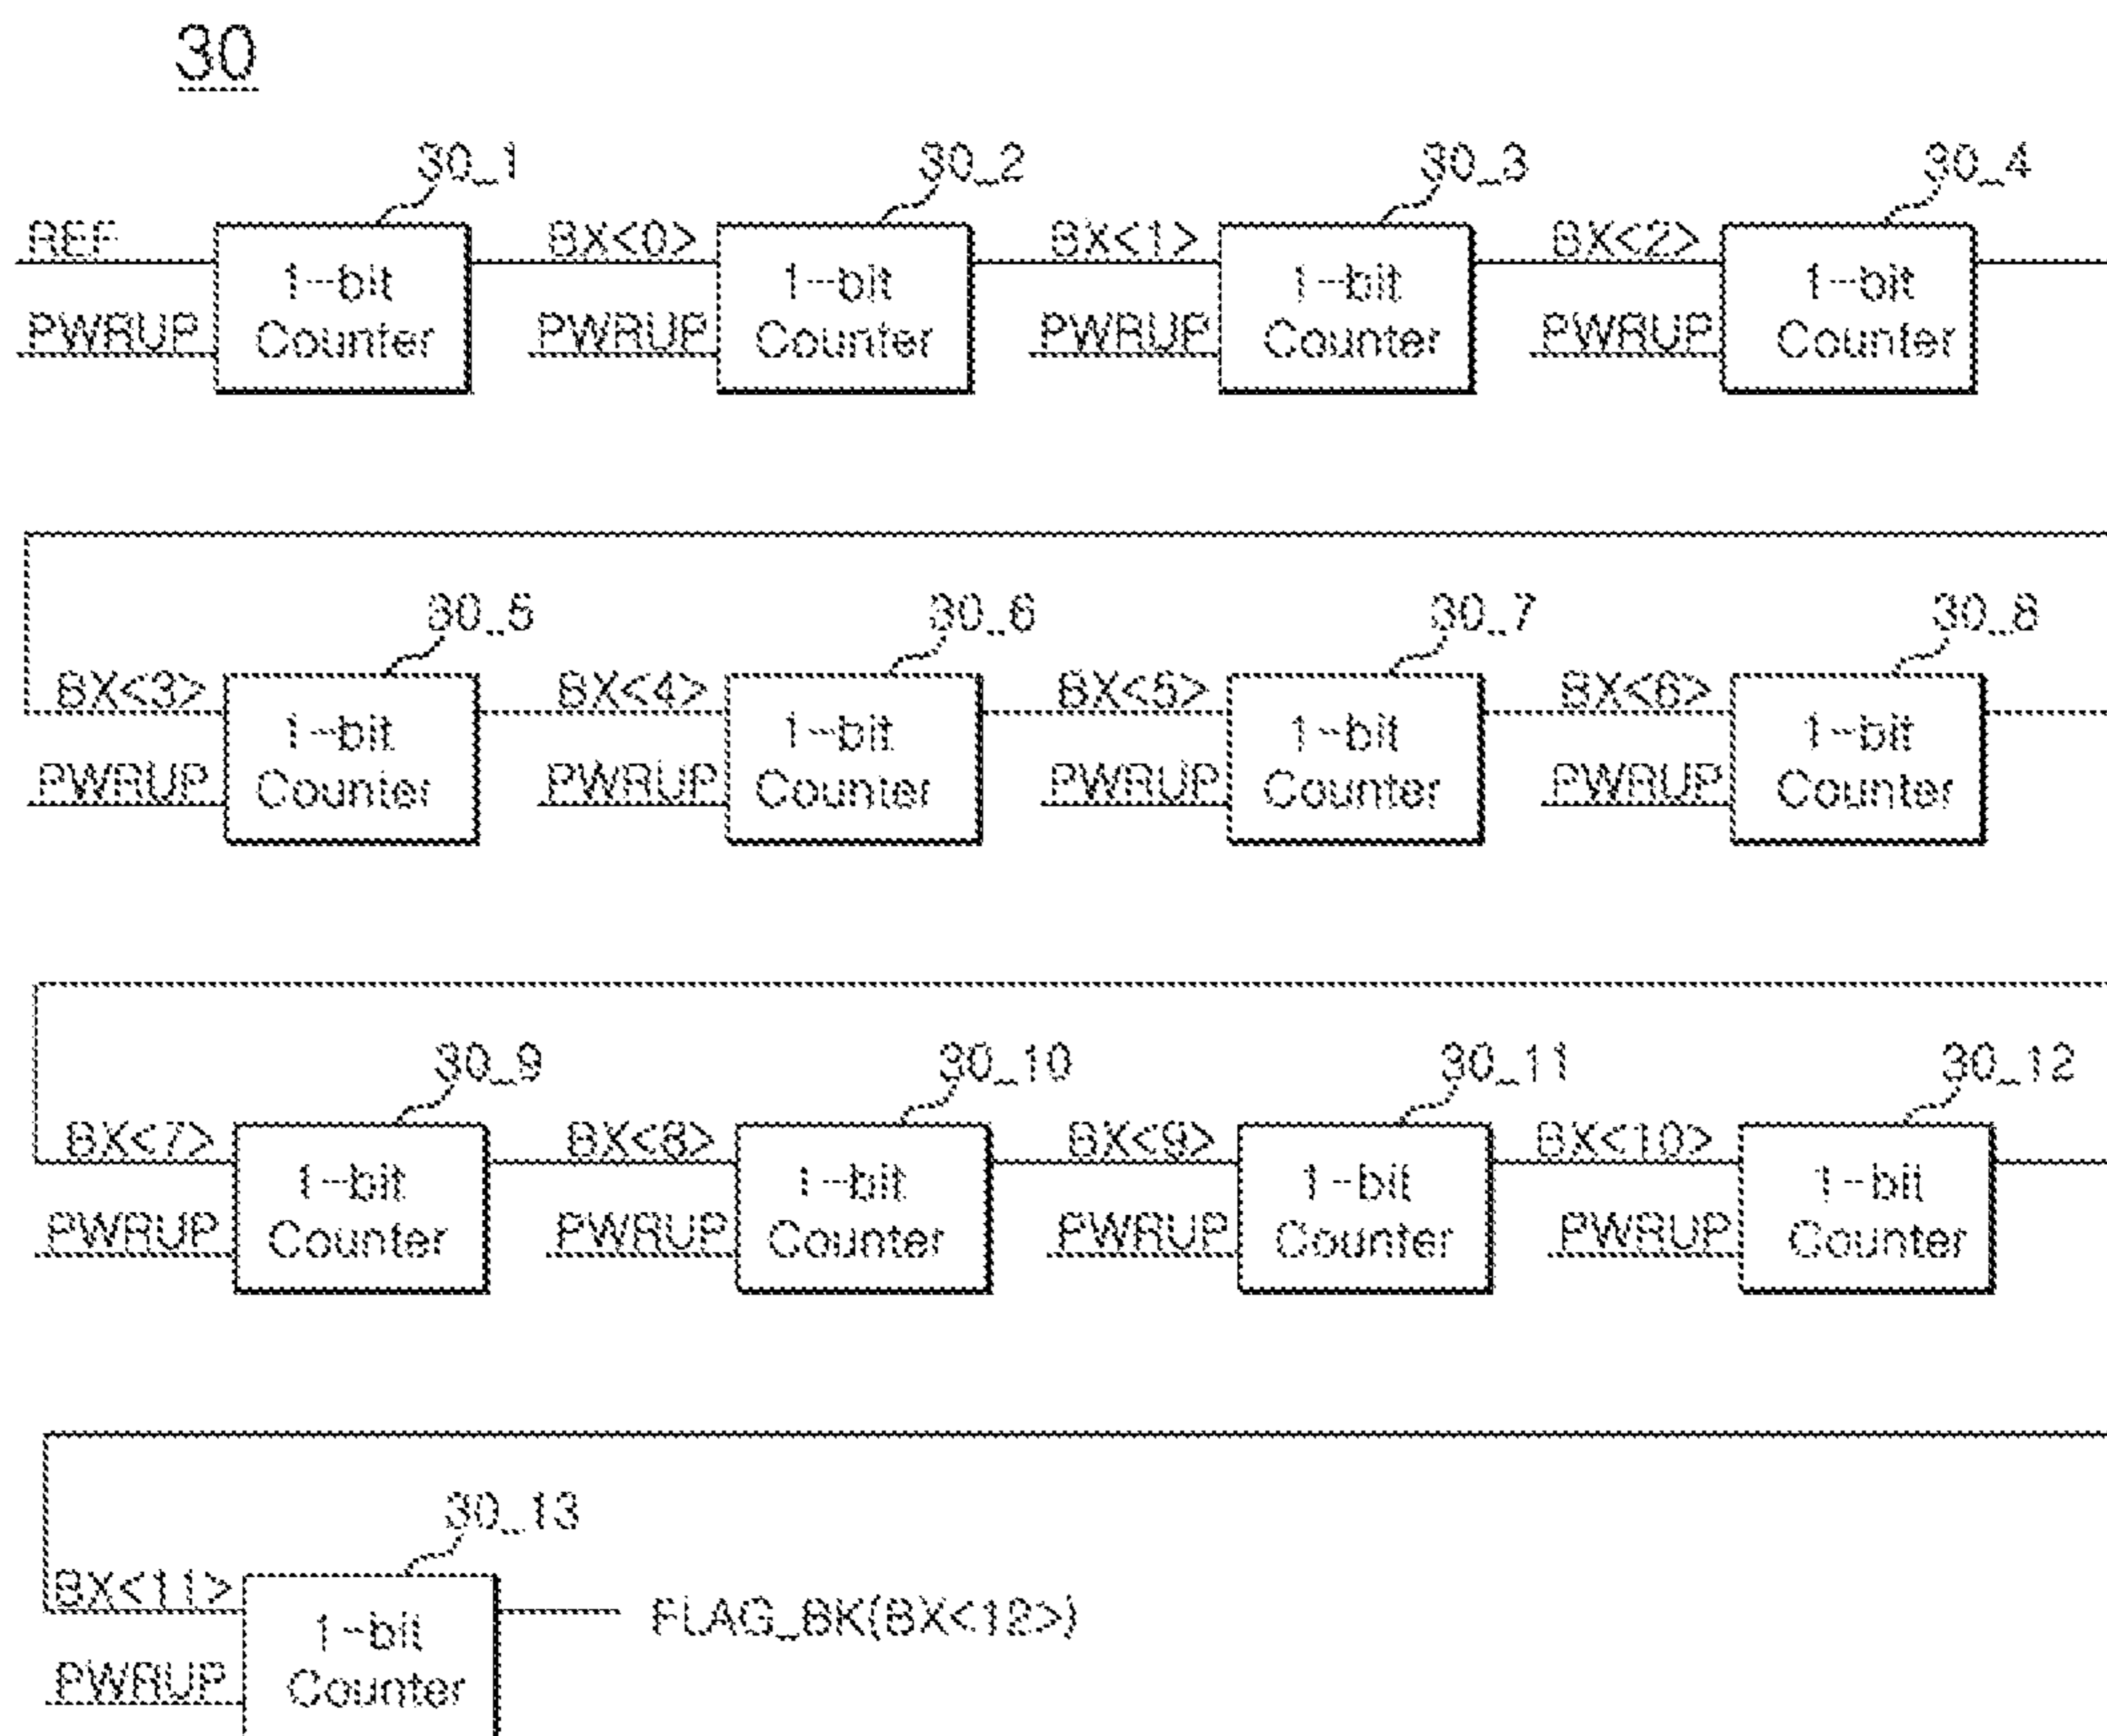 30
30_1 30_2 30_3 30_4
REF BX<0> BX<1> BX<2>
1-bit 1-bit 1-bit 1-bit
PWRUP Counter PWRUP Counter PWRUP Counter PWRUP Counter
30_5 30_6 30_7 30_8
BX<3> BX<4> BX<5> BX<6>
1-bit 1-bit 1-bit 1-bit
PWRUP Counter PWRUP Counter PWRUP Counter PWRUP Counter
30_9 30_10 30_11 30_12
BX<7> BX<8> BX<9> BX<10>
1-bit 1-bit 1-bit 1-bit
PWRUP Counter PWRUP Counter PWRUP Counter PWRUP Counter
30_13
BX<11> FLAG_BK(BX<12>)
1-bit
PWRUP Counter